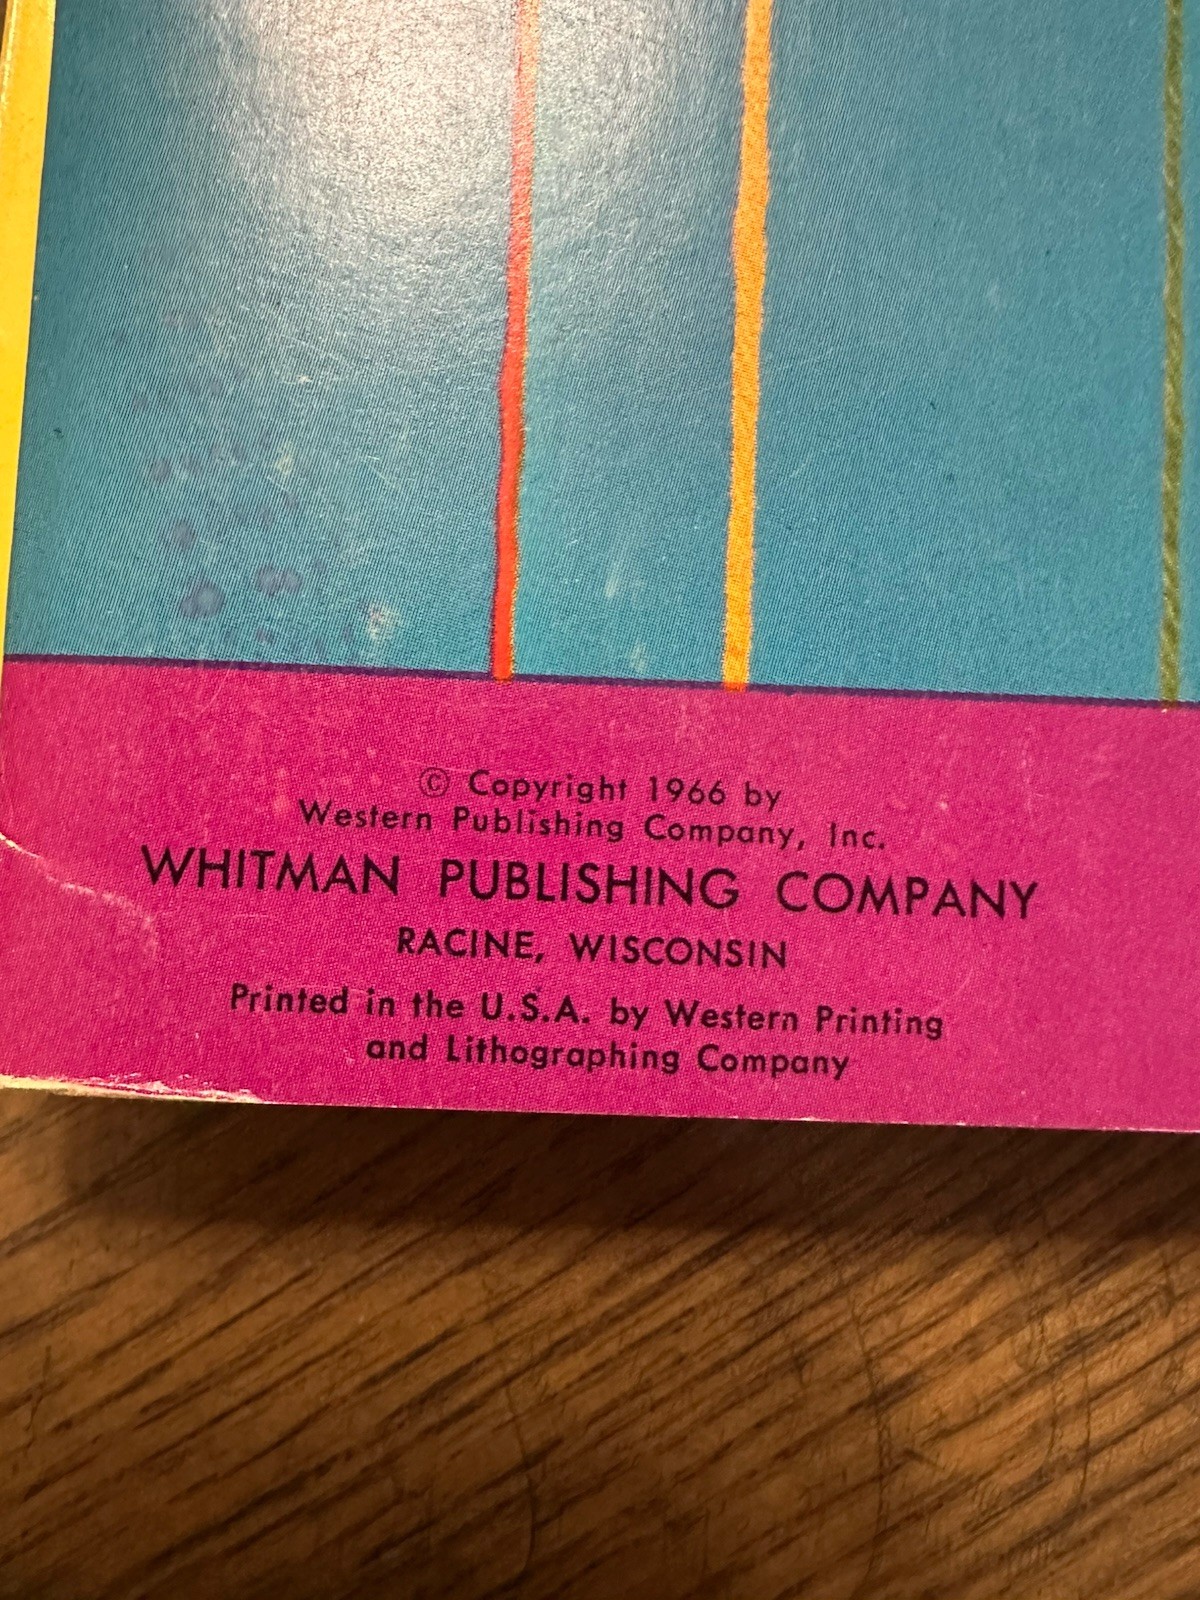 © Copyright 1966 by
Western Publishing Company, Inc.
WHITMAN PUBLISHING COMPANY
RACINE, WISCONSIN
Printed in the U.S.A. by Western Printing
and Lithographing Company